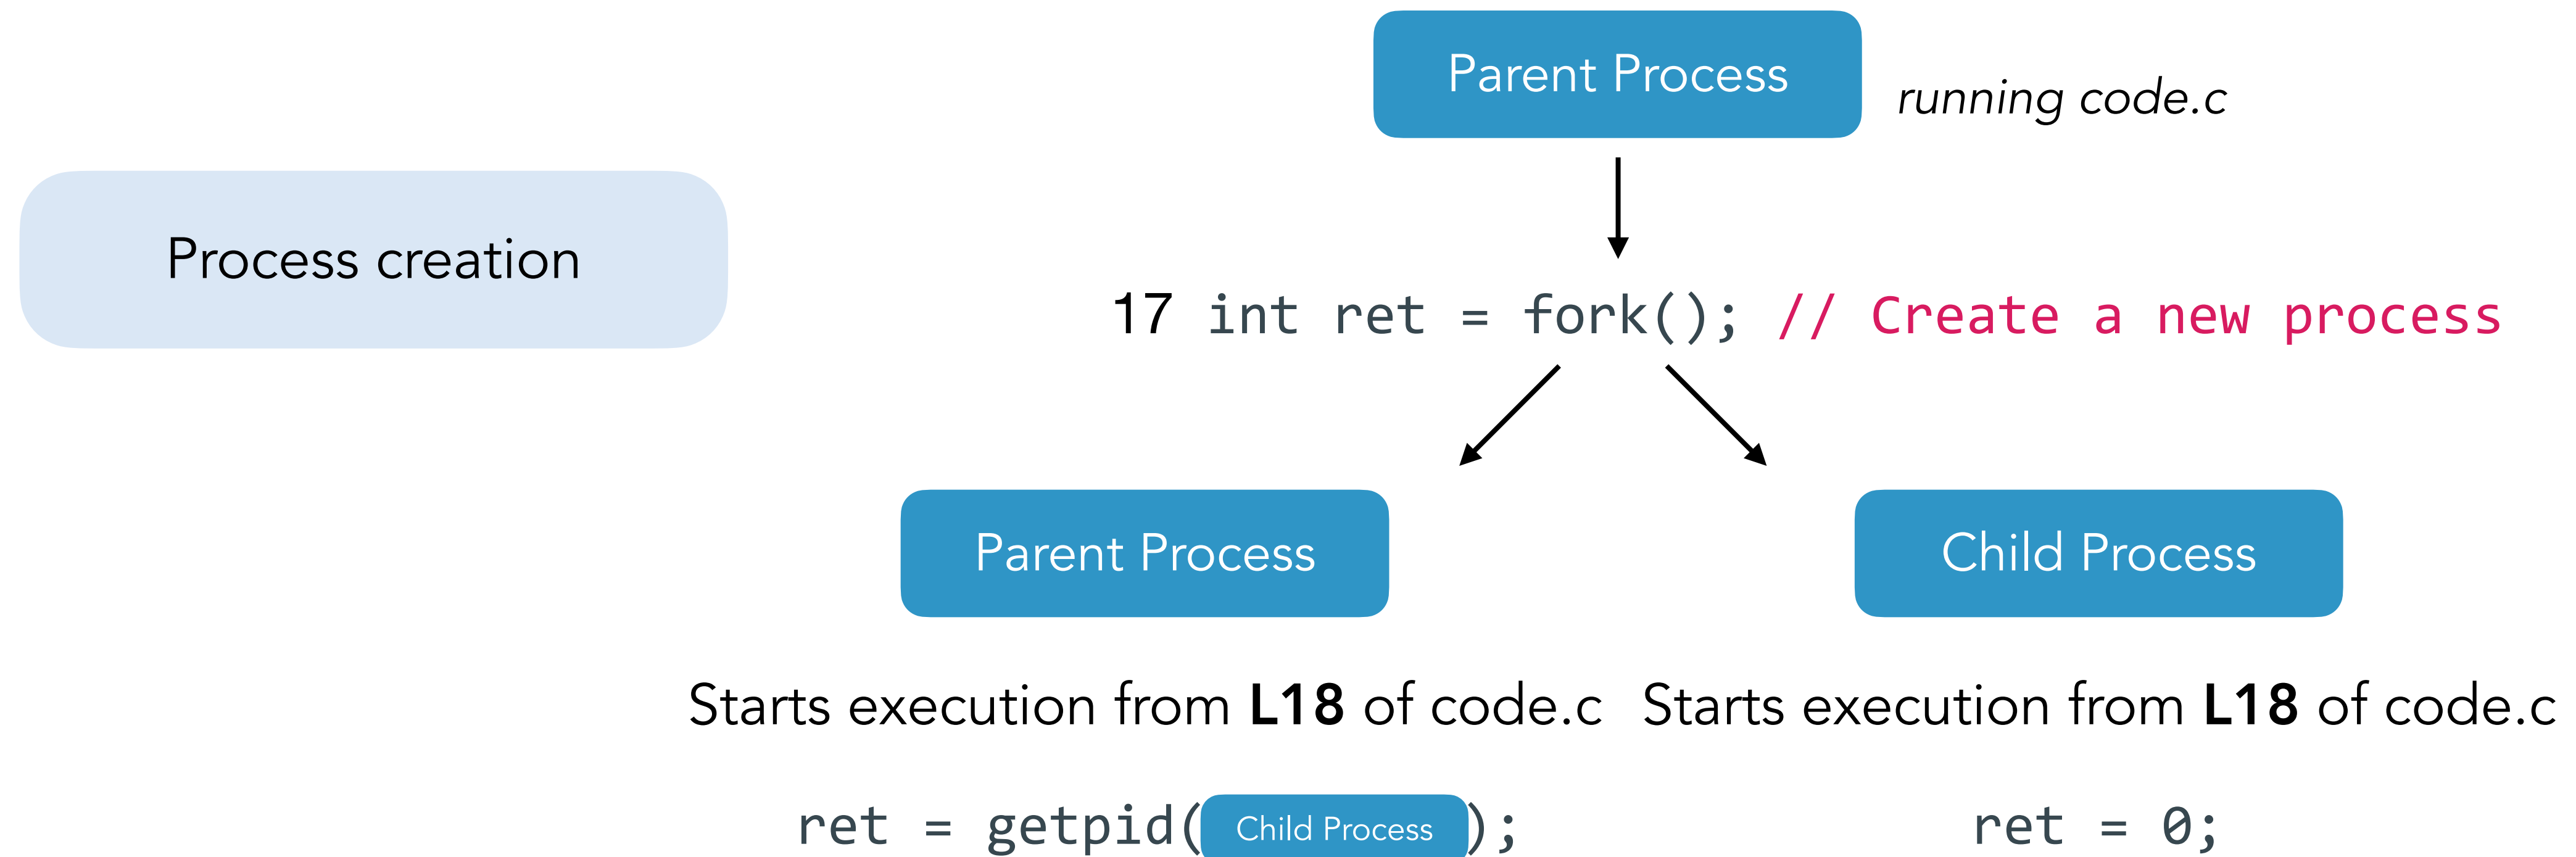 Parent Process
running code.c
Process creation
17 int ret = fork(); // Create a new process
Parent Process
Child Process
Starts execution from L18 of code.c
Starts execution from L18 of code.c
ret = getpid(Child Process);
ret = 0;